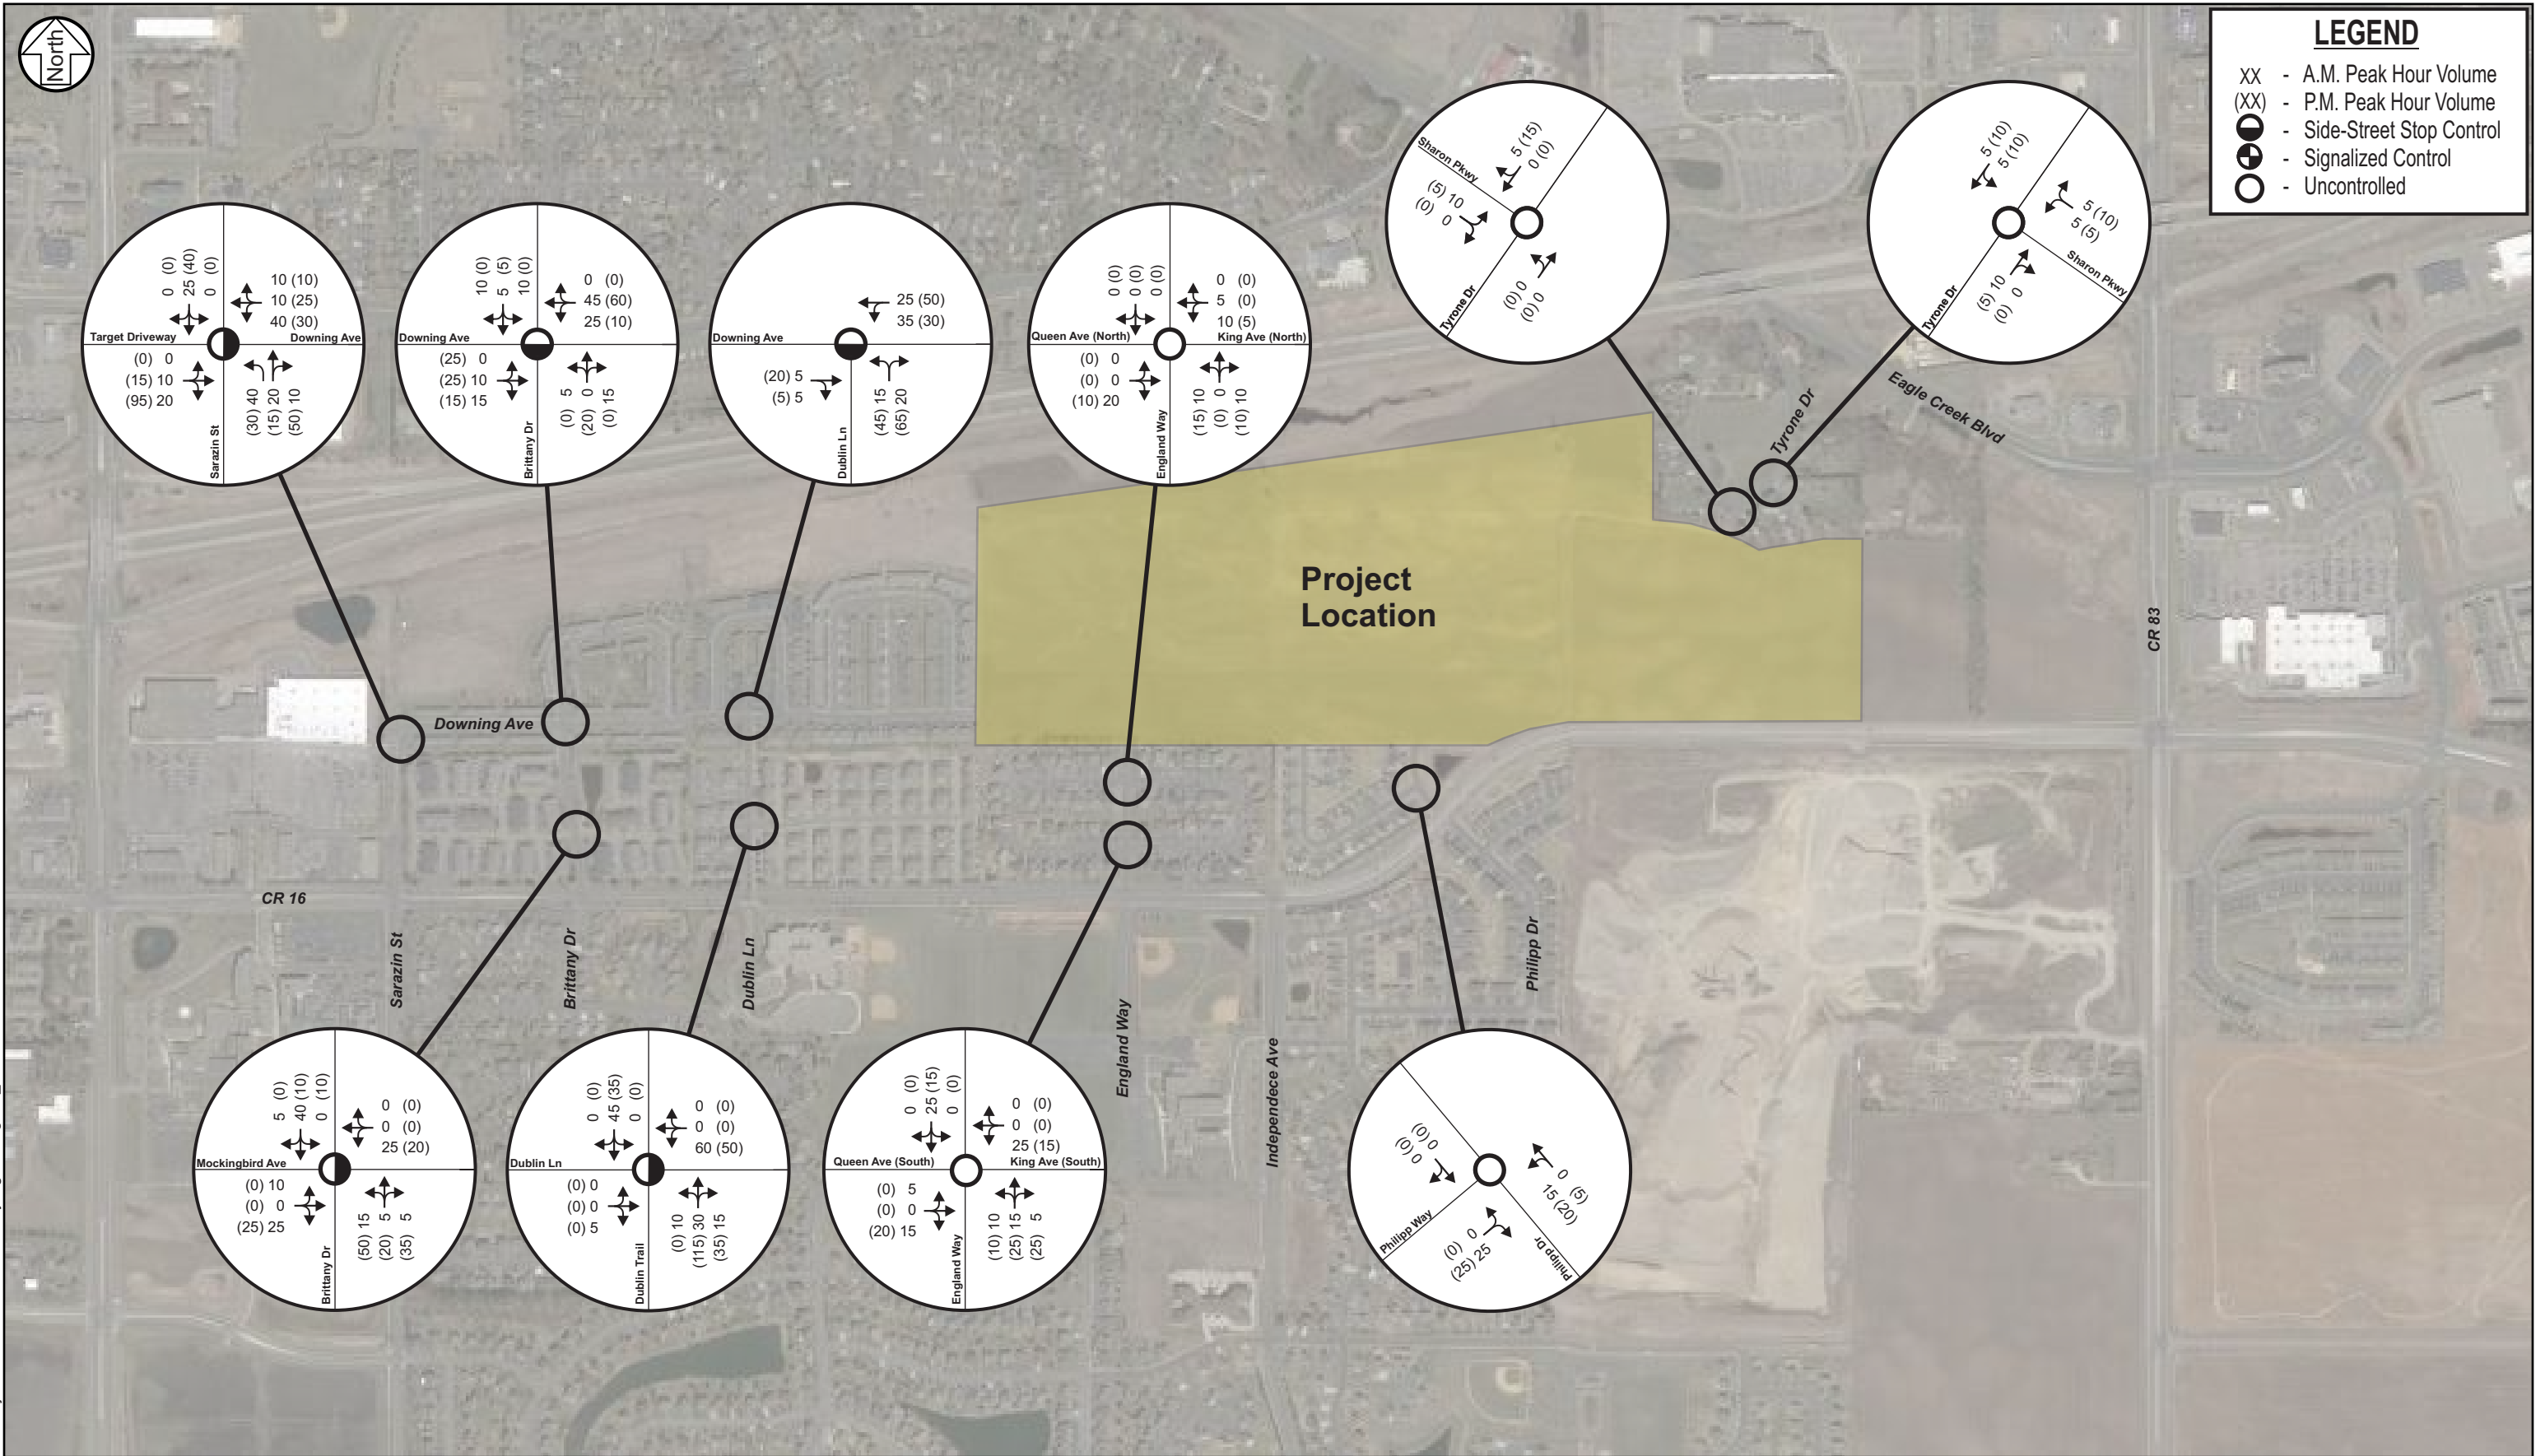 North
LEGEND
XX - A.M. Peak Hour Volume
(XX) - P.M. Peak Hour Volume
- Side-Street Stop Control
- Signalized Control
- Uncontrolled
0 (0)
25 (40)
0 (0)
10 (10)
10 (25)
40 (30)
Target Driveway
Downing Ave
(0) 0
(15) 10
(95) 20
(30) 40
(15) 20
(50) 10
Sarazin St
10 (0)
5 (5)
10 (0)
0 (0)
45 (60)
25 (10)
Downing Ave
(25) 0
(25) 10
(15) 15
(0) 5
(20) 0
(0) 15
Brittany Dr
25 (50)
35 (30)
Downing Ave
(20) 5
(5) 5
(45) 15
(65) 20
Dublin Ln
0 (0)
0 (0)
0 (0)
0 (0)
5 (0)
10 (5)
Queen Ave (North)
King Ave (North)
(0) 0
(0) 0
(10) 20
(15) 10
(0) 0
(10) 10
England Way
5 (15)
0 (0)
Sharon Pkwy
(5) 10
(0) 0
(0) 0
(0) 0
Tyrone Dr
5 (10)
5 (10)
5 (10)
5 (5)
Sharon Pkwy
(5) 10
(0) 0
Tyrone Dr
Tyrone Dr
Eagle Creek Blvd
Project
Location
CR 83
Downing Ave
CR 16
Sarazin St
Brittany Dr
Dublin Ln
England Way
Independece Ave
Philipp Dr
5 (0)
40 (10)
0 (10)
0 (0)
0 (0)
25 (20)
Mockingbird Ave
(0) 10
(0) 0
(25) 25
(50) 15
(20) 5
(35) 5
Brittany Dr
0 (0)
45 (35)
0 (0)
0 (0)
0 (0)
60 (50)
Dublin Ln
(0) 0
(0) 0
(0) 5
(0) 10
(115) 30
(35) 15
Dublin Trail
0 (0)
25 (15)
0 (0)
0 (0)
0 (0)
25 (15)
Queen Ave (South)
King Ave (South)
(0) 5
(0) 0
(20) 15
(10) 10
(25) 15
(25) 5
England Way
(0) 0
(0) 0
0 (5)
15 (20)
Philipp Way
(0) 0
(25) 25
Philipp Dr